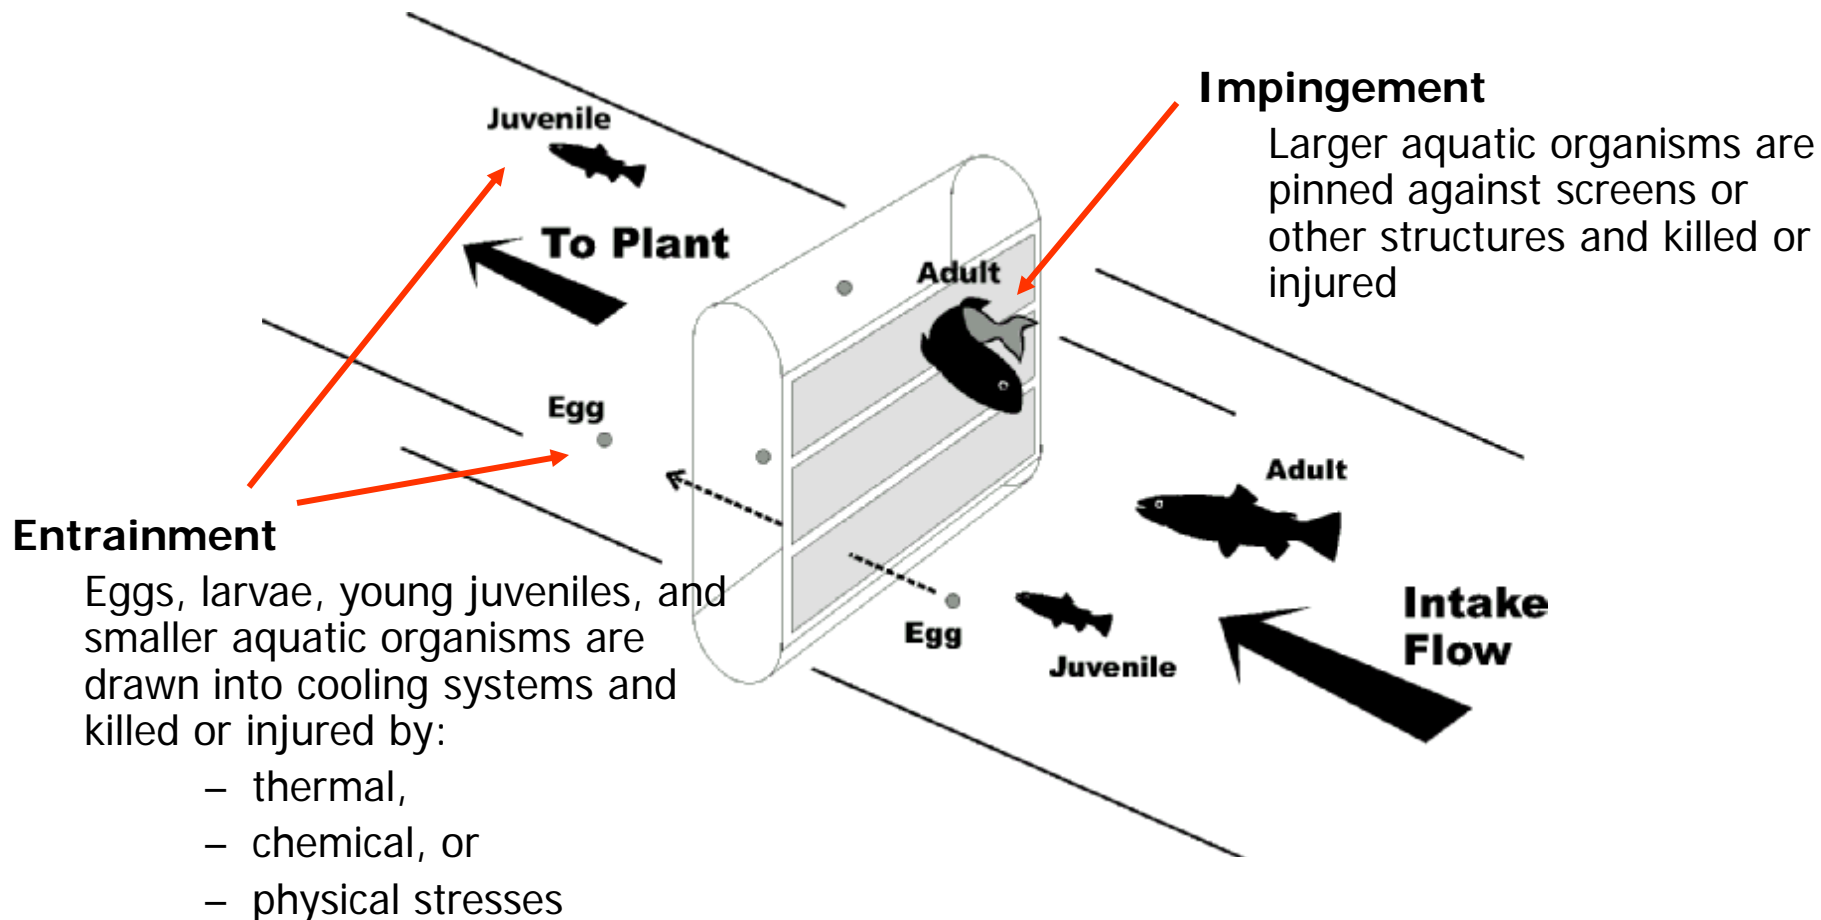 Impingement
Larger aquatic organisms are
pinned against screens or
other structures and killed or
injured
Juvenile
To Plant
Adult
Egg
Adult
Intake
Flow
Egg
Juvenile
Entrainment
Eggs, larvae, young juveniles, and
smaller aquatic organisms are
drawn into cooling systems and
killed or injured by:
– thermal,
– chemical, or
– physical stresses